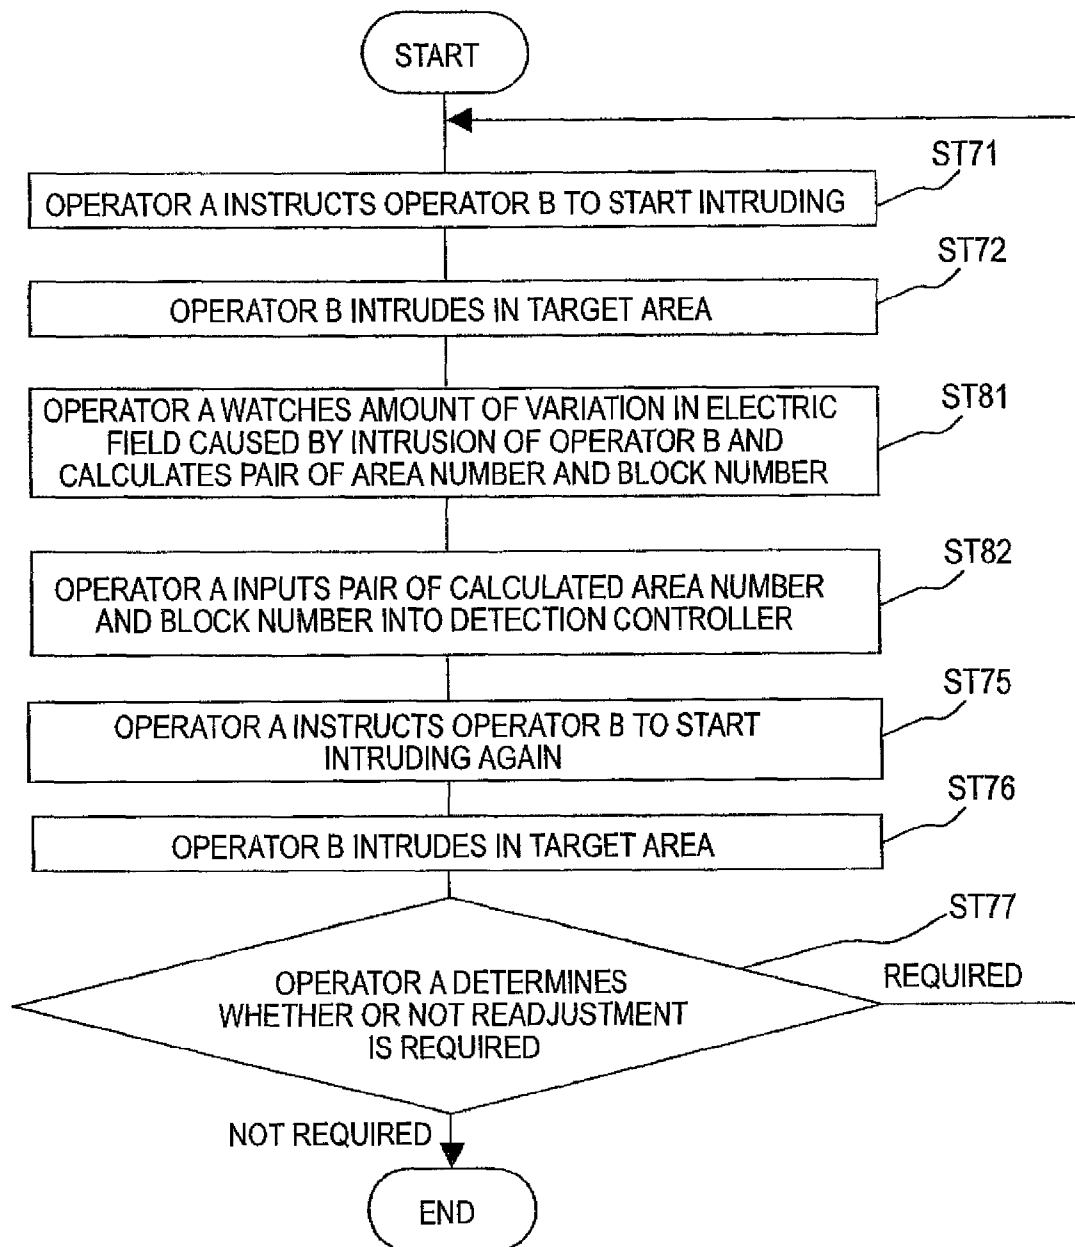 START
ST71
OPERATOR A INSTRUCTS OPERATOR B TO START INTRUDING
ST72
OPERATOR B INTRUDES IN TARGET AREA
ST81
OPERATOR A WATCHES AMOUNT OF VARIATION IN ELECTRIC
FIELD CAUSED BY INTRUSION OF OPERATOR B AND
CALCULATES PAIR OF AREA NUMBER AND BLOCK NUMBER
ST82
OPERATOR A INPUTS PAIR OF CALCULATED AREA NUMBER
AND BLOCK NUMBER INTO DETECTION CONTROLLER
ST75
OPERATOR A INSTRUCTS OPERATOR B TO START
INTRUDING AGAIN
ST76
OPERATOR B INTRUDES IN TARGET AREA
ST77
OPERATOR A DETERMINES
WHETHER OR NOT READJUSTMENT
IS REQUIRED
REQUIRED
NOT REQUIRED
END